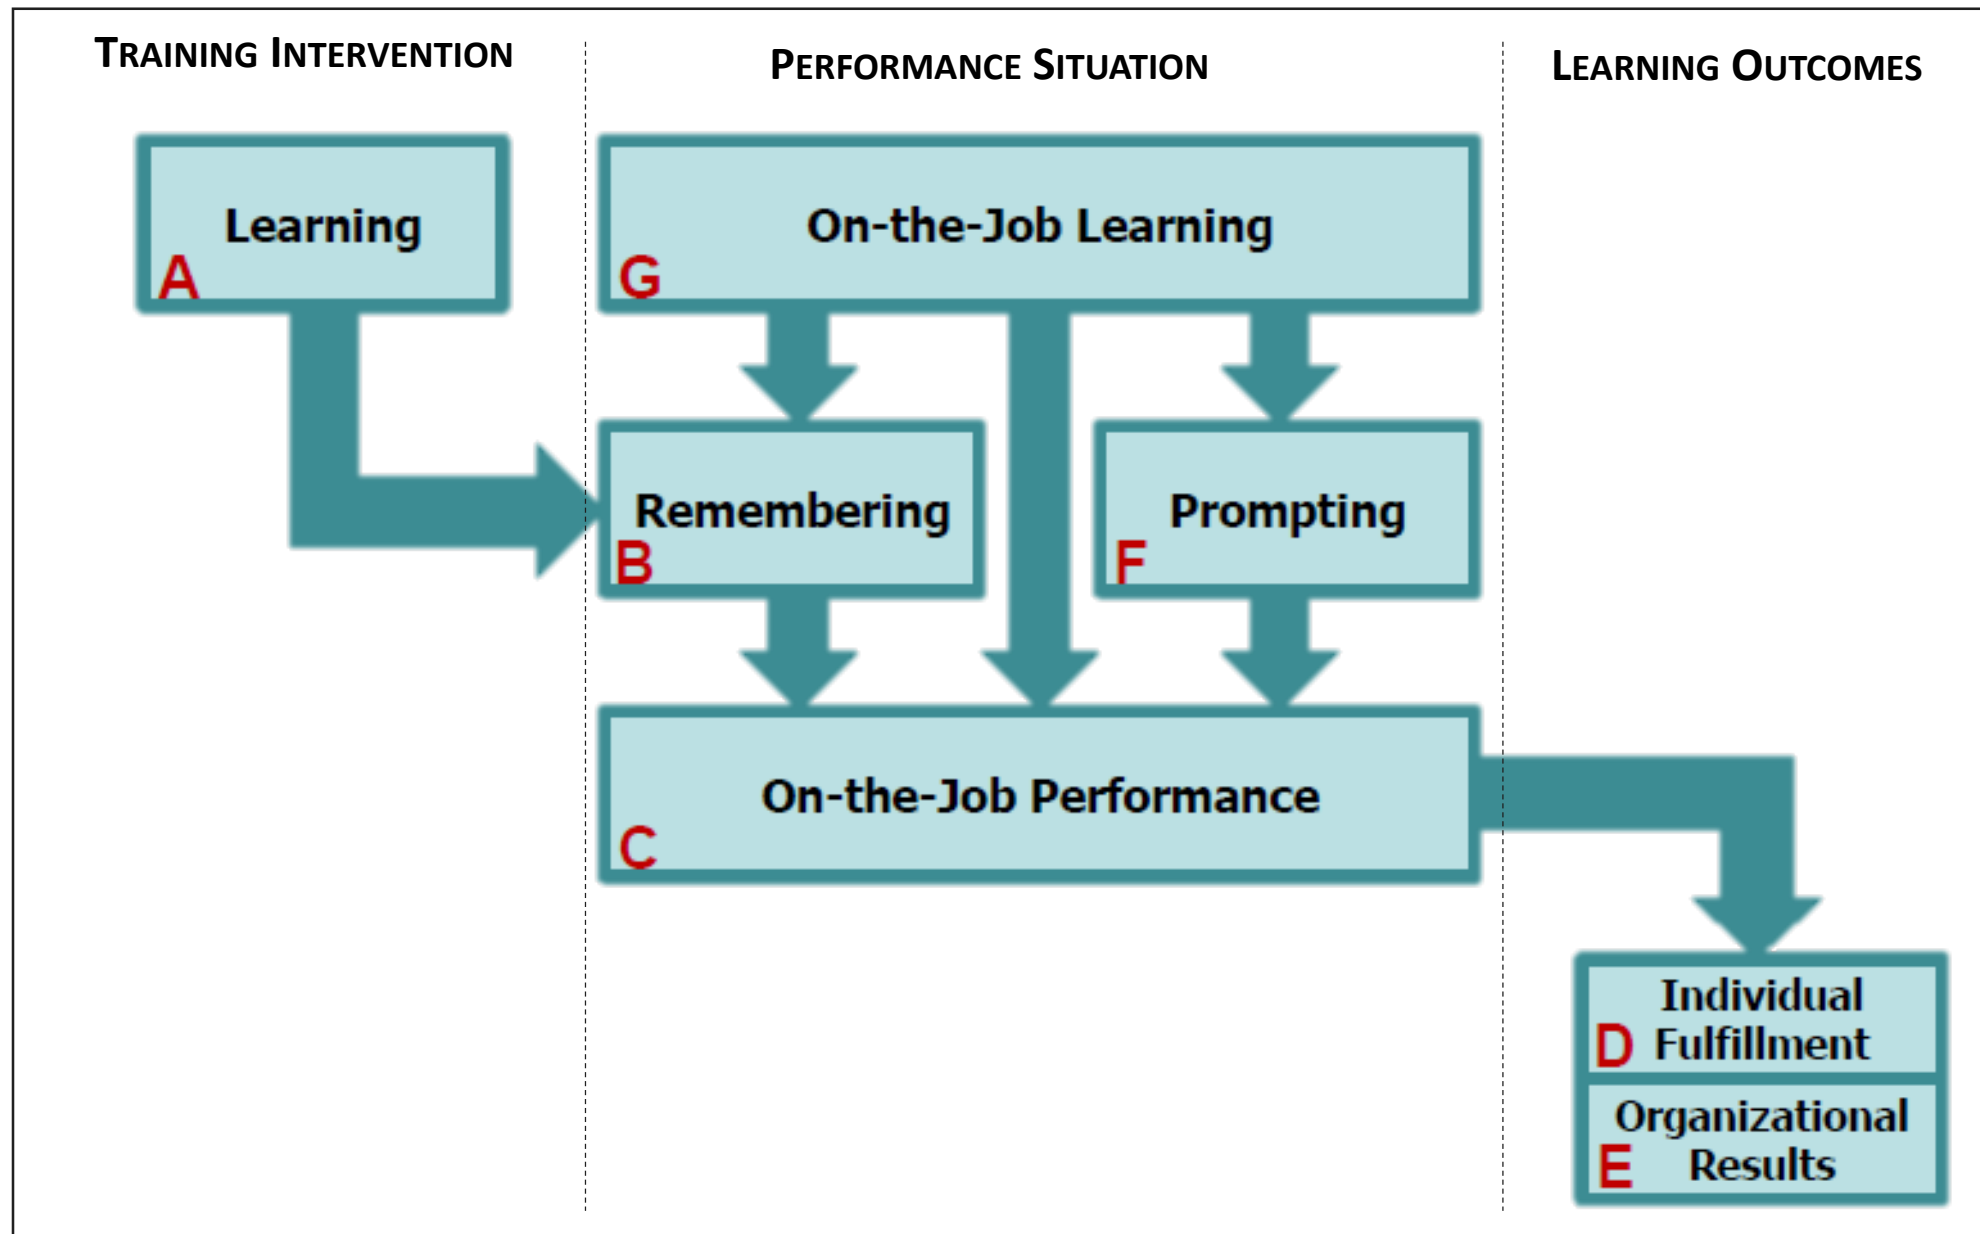 TRAINING INTERVENTION
PERFORMANCE SITUATION
LEARNING OUTCOMES
Learning
A
On-the-Job Learning
G
Remembering
B
Prompting
F
On-the-Job Performance
C
Individual
D Fulfillment
Organizational
E Results